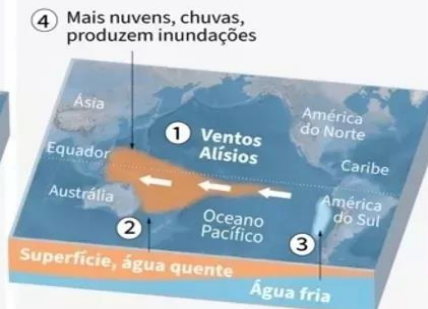 4 Mais nuvens, chuvas,
produzem inundações
Ásia
1 Ventos
Alísios
América
do Norte
Equador
Caribe
Austrália
América
do Sul
2
Oceano
Pacífico
3
Superfície, água quente
Água fria